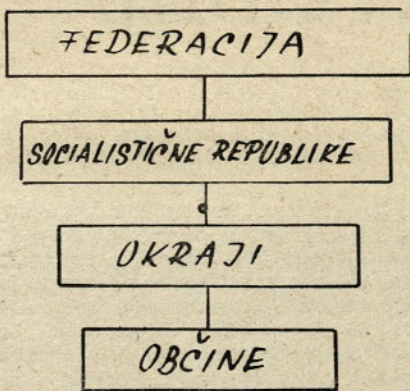 FEDERACIJA
SOCIALISTIČNE REPUBLIKE
OKRAJI
OBČINE